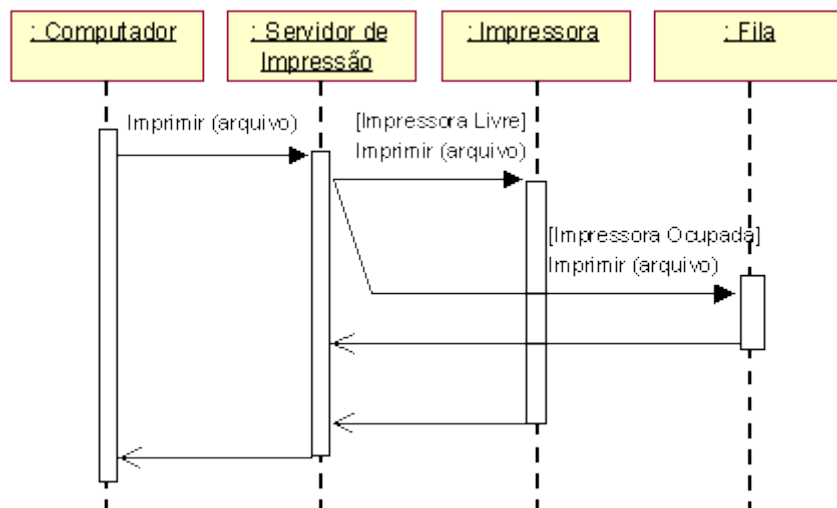 : Computador
: Servidor de
Impressão
: Impressora
: Fila
Imprimir (arquivo)
[Impressora Livre]
Imprimir (arquivo)
[Impressora Ocupada]
Imprimir (arquivo)